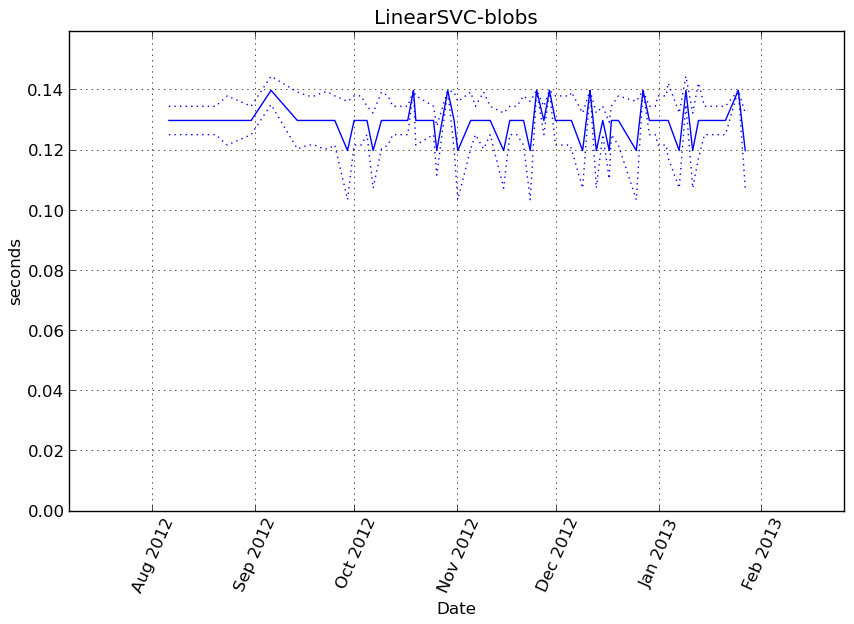 LinearSVC-blobs
seconds
0.14
0.12
0.10
0.08
0.06
0.04
0.02
0.00
Aug 2012
Sep 2012
Oct 2012
Nov 2012
Dec 2012
Jan 2013
Feb 2013
Date